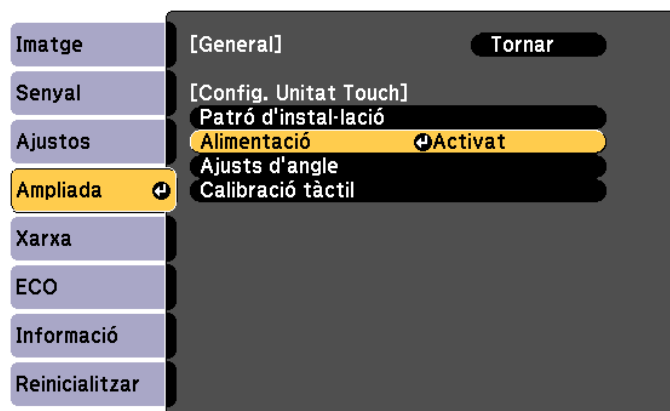 Imatge
Senyal
Ajustos
Ampliada
Xarxa
ECO
Informació
Reinicialitzar
[General] Tornar
[Config. Unitat Touch]
Patró d'instal·lació
Alimentació Activat
Ajusts d'angle
Calibració tàctil